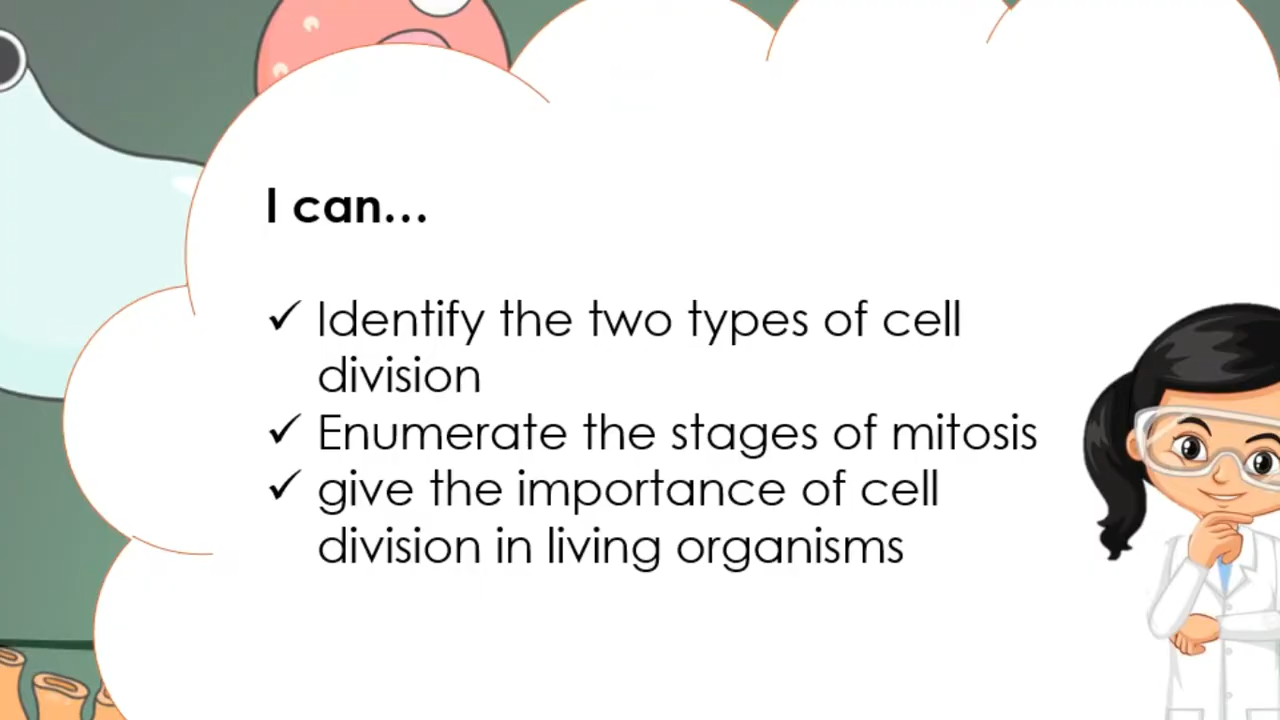 I can...
✓ Identify the two types of cell
division
✓ Enumerate the stages of mitosis
✓ give the importance of cell
division in living organisms